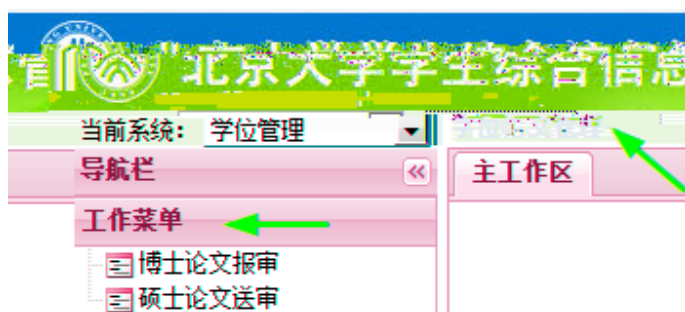 北京大学学生综合信息
当前系统： 学位管理
导航栏
主工作区
工作菜单
博士论文报审
硕士论文送审